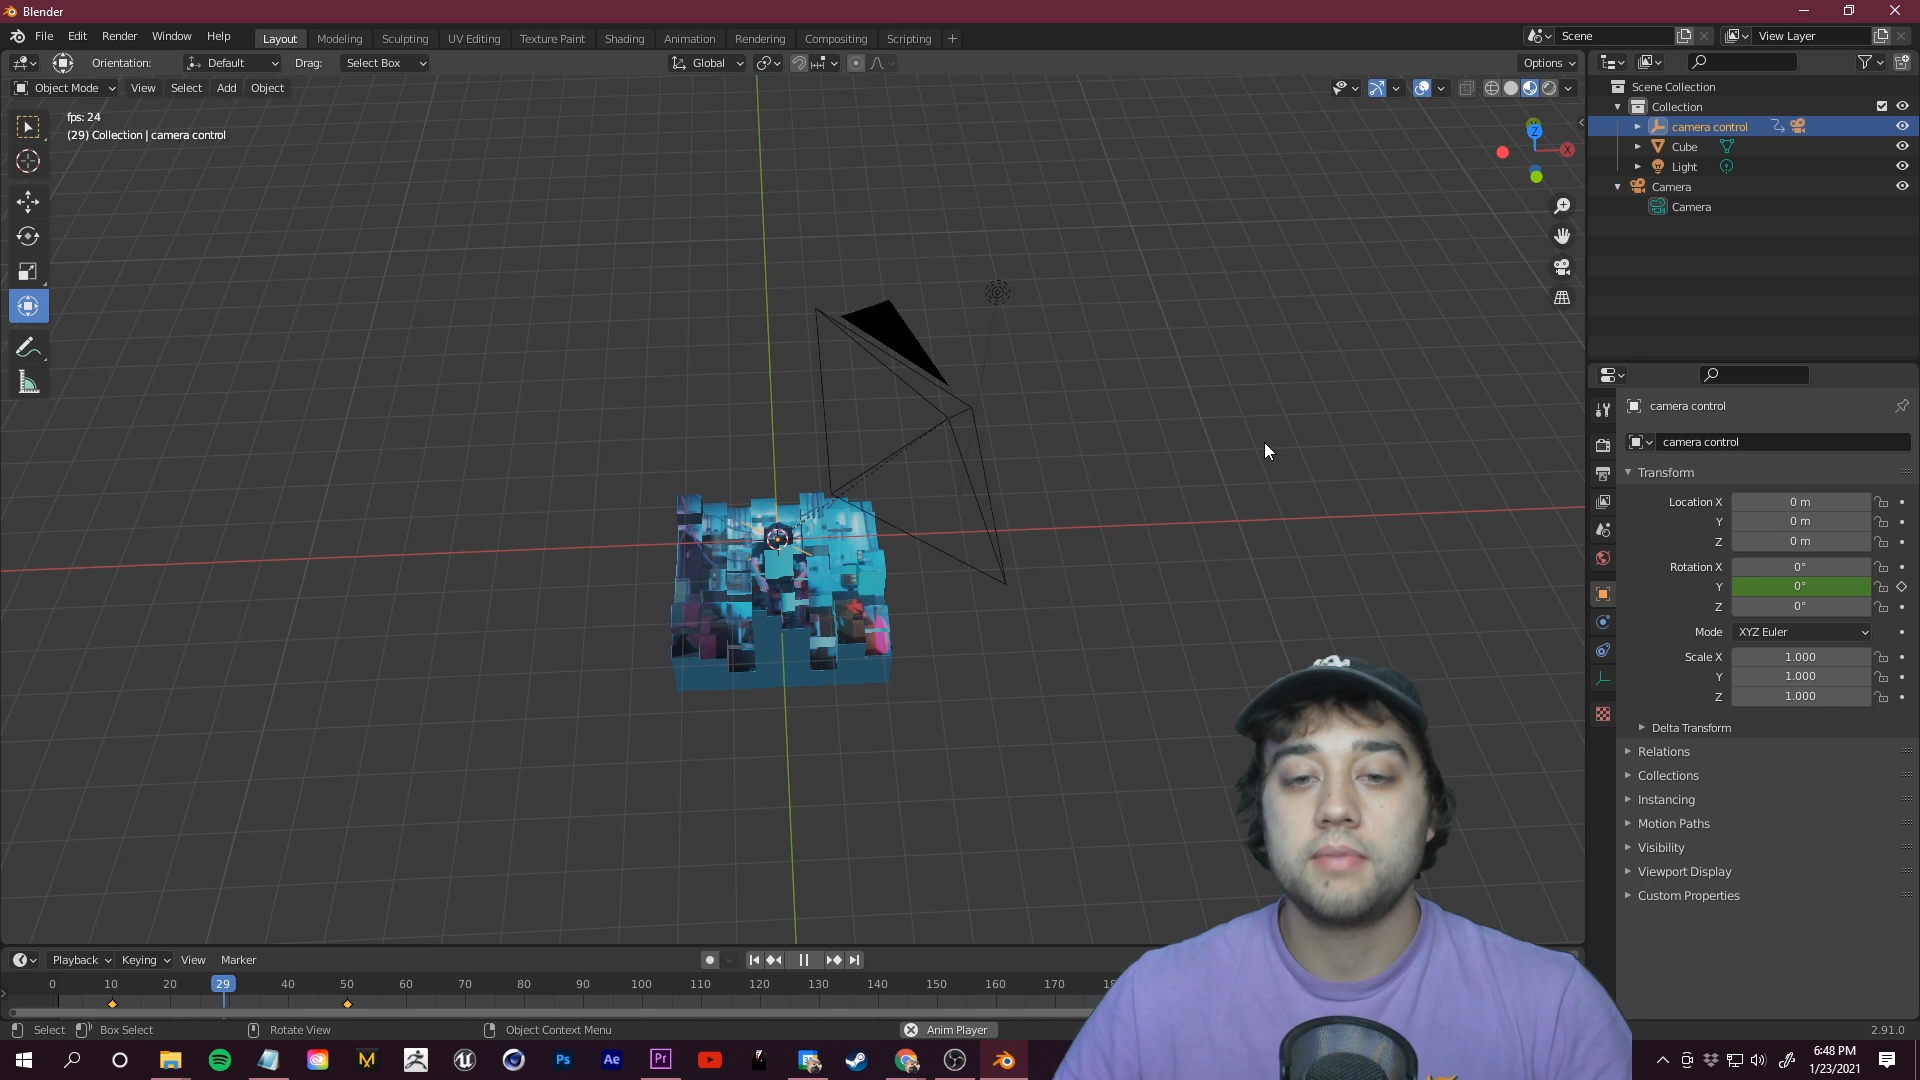 Blender
File Edit Render Window Help
Layout Modeling Sculpting UV Editing Texture Paint Shading Animation Rendering Compositing Scripting +
Scene
View Layer
Orientation: Default Drag: Select Box
Global
Options
Object Mode View Select Add Object
fps: 24
(29) Collection | camera control
Z
X
Scene Collection
Collection
camera control
Cube
Light
Camera
Camera
camera control
camera control
Transform
Location X 0 m
Y 0 m
Z 0 m
Rotation X 0°
Y 0°
Z 0°
Mode XYZ Euler
Scale X 1.000
Y 1.000
Z 1.000
Delta Transform
Relations
Collections
Instancing
Motion Paths
Visibility
Viewport Display
Custom Properties
Playback Keying View Marker
0 10 20 29 40 50 60 70 80 90 100 110 120 130 140 150 160 170
Select Box Select Rotate View Object Context Menu Anim Player
2.91.0
Ps Ae Pr
6:48 PM
1/23/2021